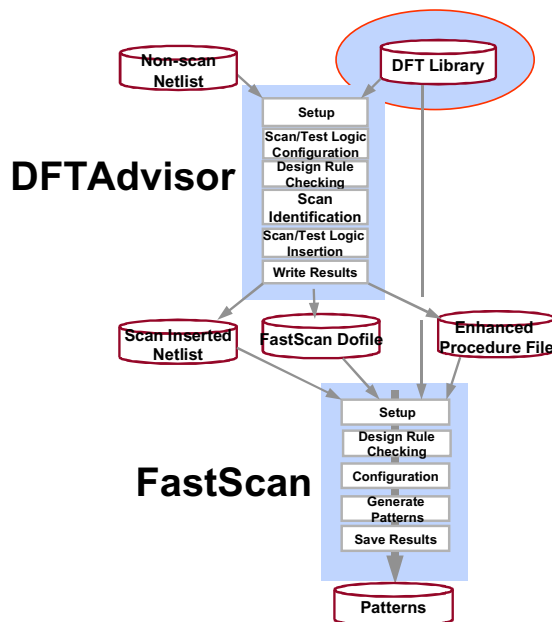 Non-scan
Netlist
DFT Library
Setup
Scan/Test Logic
Configuration
Design Rule
Checking
DFTAdvisor
Scan
Identification
Scan/Test Logic
Insertion
Write Results
Scan Inserted
Netlist
FastScan Dofile
Enhanced
Procedure File
Setup
Design Rule
Checking
FastScan
Configuration
Generate
Patterns
Save Results
Patterns